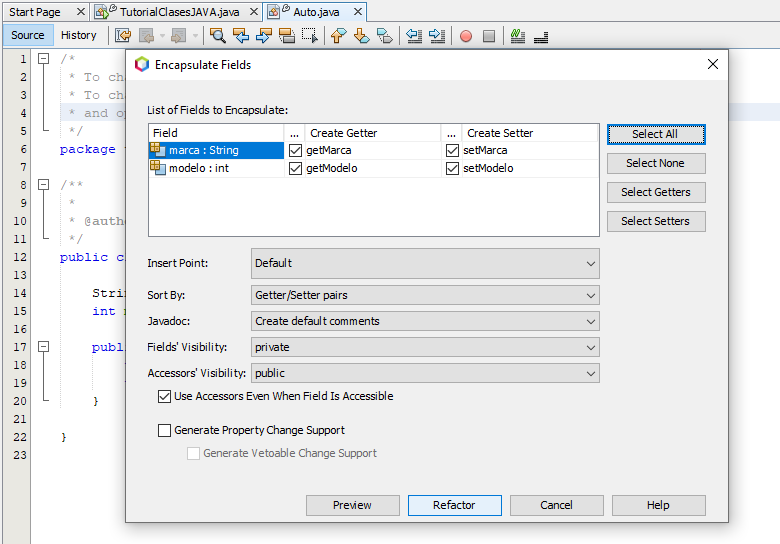 Start Page TutorialClasesJAVA.java Auto.java
Source History
Encapsulate Fields
List of Fields to Encapsulate:
Field ... Create Getter ... Create Setter
marca : String getMarca setMarca
modelo : int getModelo setModelo
Select All
Select None
Select Getters
Select Setters
Insert Point: Default
Sort By: Getter/Setter pairs
Javadoc: Create default comments
Fields' Visibility: private
Accessors' Visibility: public
Use Accessors Even When Field Is Accessible
Generate Property Change Support
Generate Vetoable Change Support
Preview Refactor Cancel Help
1 /*
2 * To ch
3 * To ch
4 * and o
5 */
6 package
7
8 /**
9 *
10 * @auth
11 */
12 public c
13
14 Strin
15 int
16
17 publi
18
19
20 }
21
22 }
23